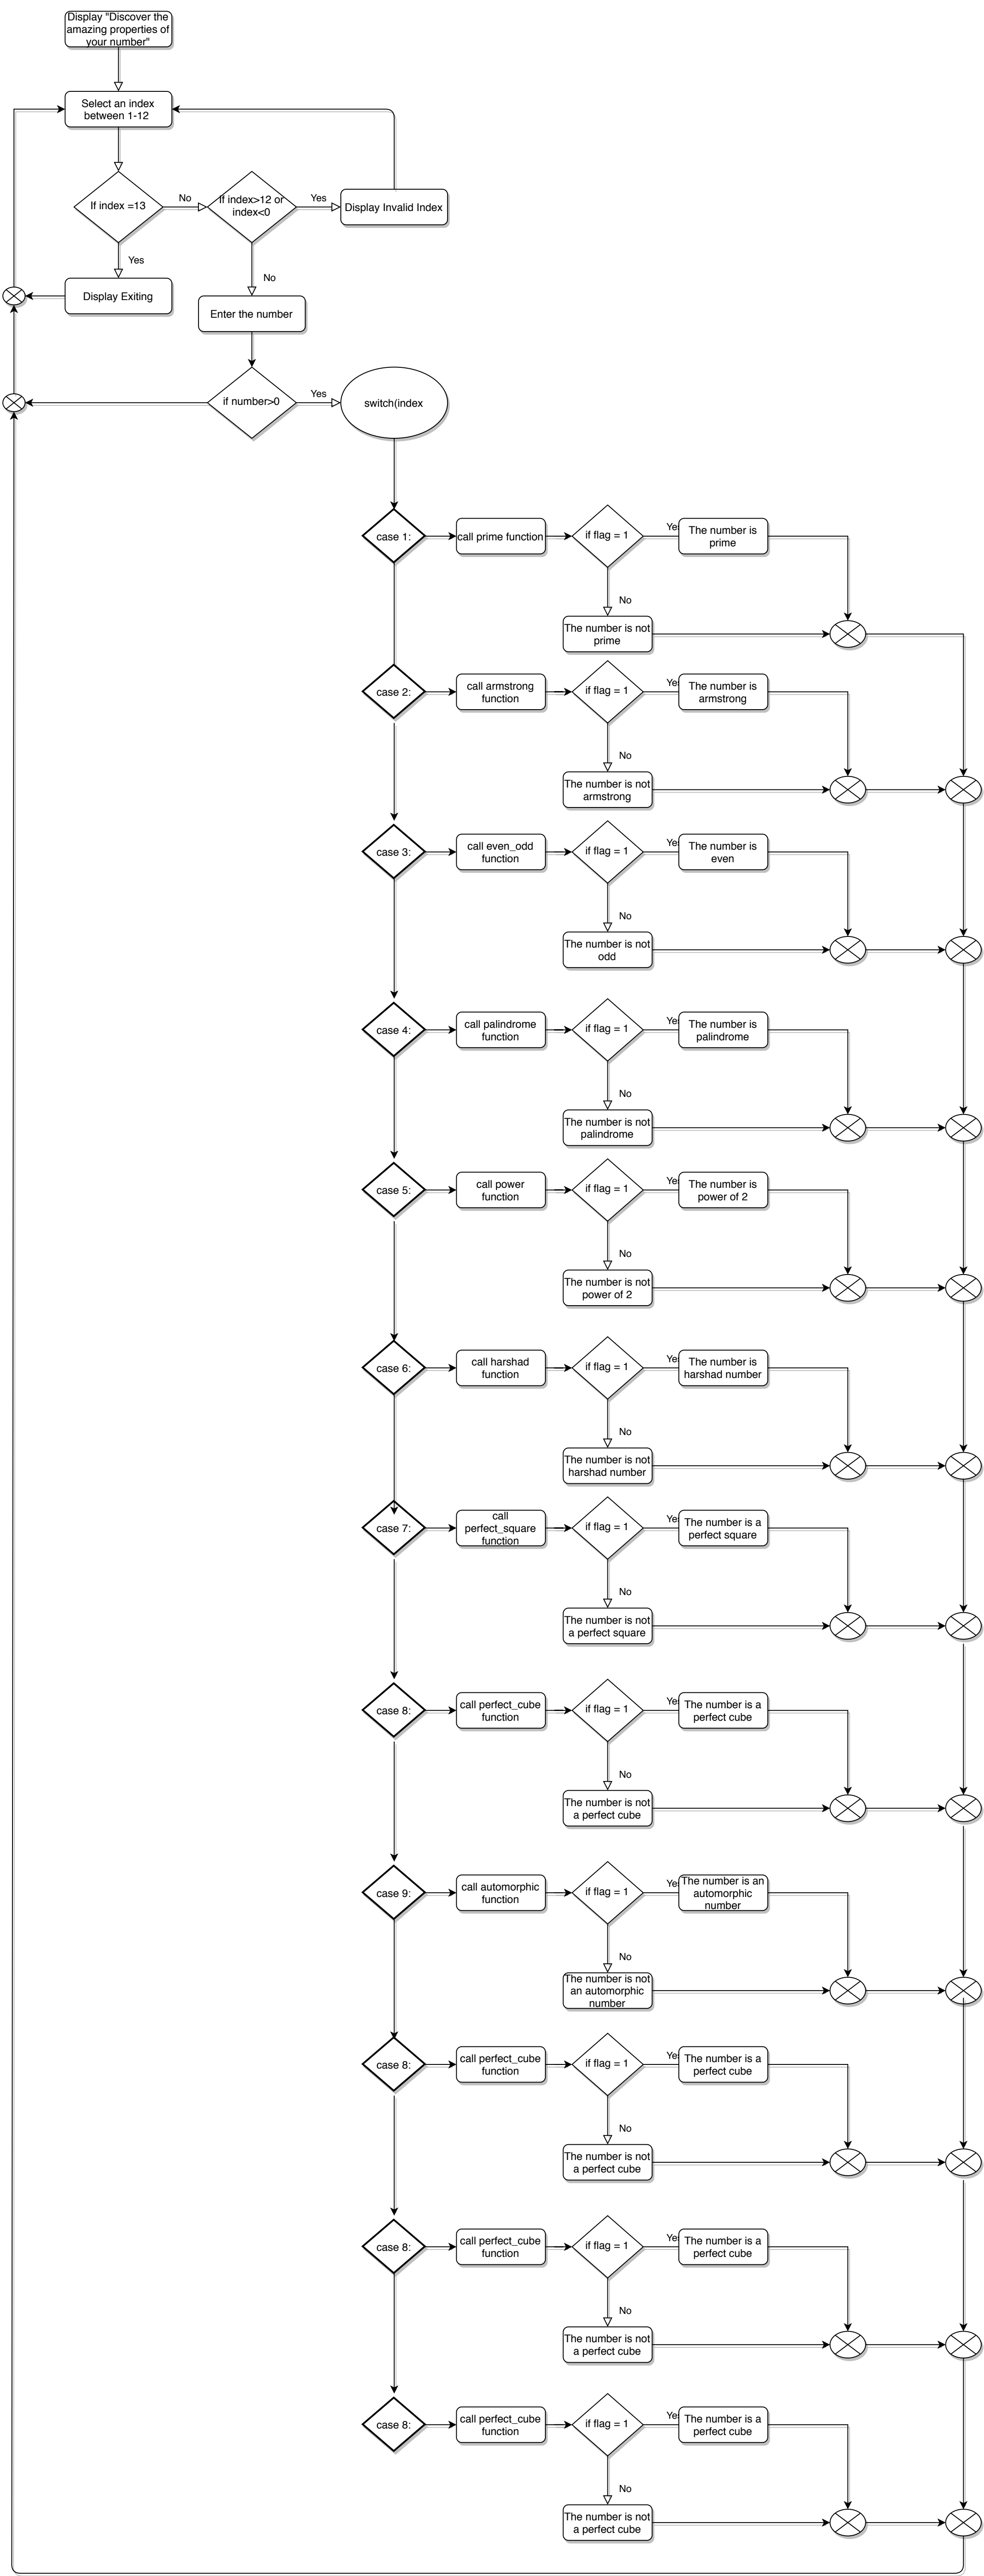 Display "Discover the
amazing properties of
your number"
Select an index
between 1-12
If index =13
No
If index>12 or
index<0
Yes
Display Invalid Index
Yes
No
Display Exiting
Enter the number
if number>0
Yes
switch(index
case 1:
call prime function
if flag = 1
Yes
The number is
prime
No
The number is not
prime
case 2:
call armstrong
function
if flag = 1
Yes
The number is
armstrong
No
The number is not
armstrong
case 3:
call even_odd
function
if flag = 1
Yes
The number is
even
No
The number is not
odd
case 4:
call palindrome
function
if flag = 1
Yes
The number is
palindrome
No
The number is not
palindrome
case 5:
call power
function
if flag = 1
Yes
The number is
power of 2
No
The number is not
power of 2
case 6:
call harshad
function
if flag = 1
Yes
The number is
harshad number
No
The number is not
harshad number
case 7:
call
perfect_square
function
if flag = 1
Yes
The number is a
perfect square
No
The number is not
a perfect square
case 8:
call perfect_cube
function
if flag = 1
Yes
The number is a
perfect cube
No
The number is not
a perfect cube
case 9:
call automorphic
function
if flag = 1
Yes
The number is an
automorphic
number
No
The number is not
an automorphic
number
case 8:
call perfect_cube
function
if flag = 1
Yes
The number is a
perfect cube
No
The number is not
a perfect cube
case 8:
call perfect_cube
function
if flag = 1
Yes
The number is a
perfect cube
No
The number is not
a perfect cube
case 8:
call perfect_cube
function
if flag = 1
Yes
The number is a
perfect cube
No
The number is not
a perfect cube